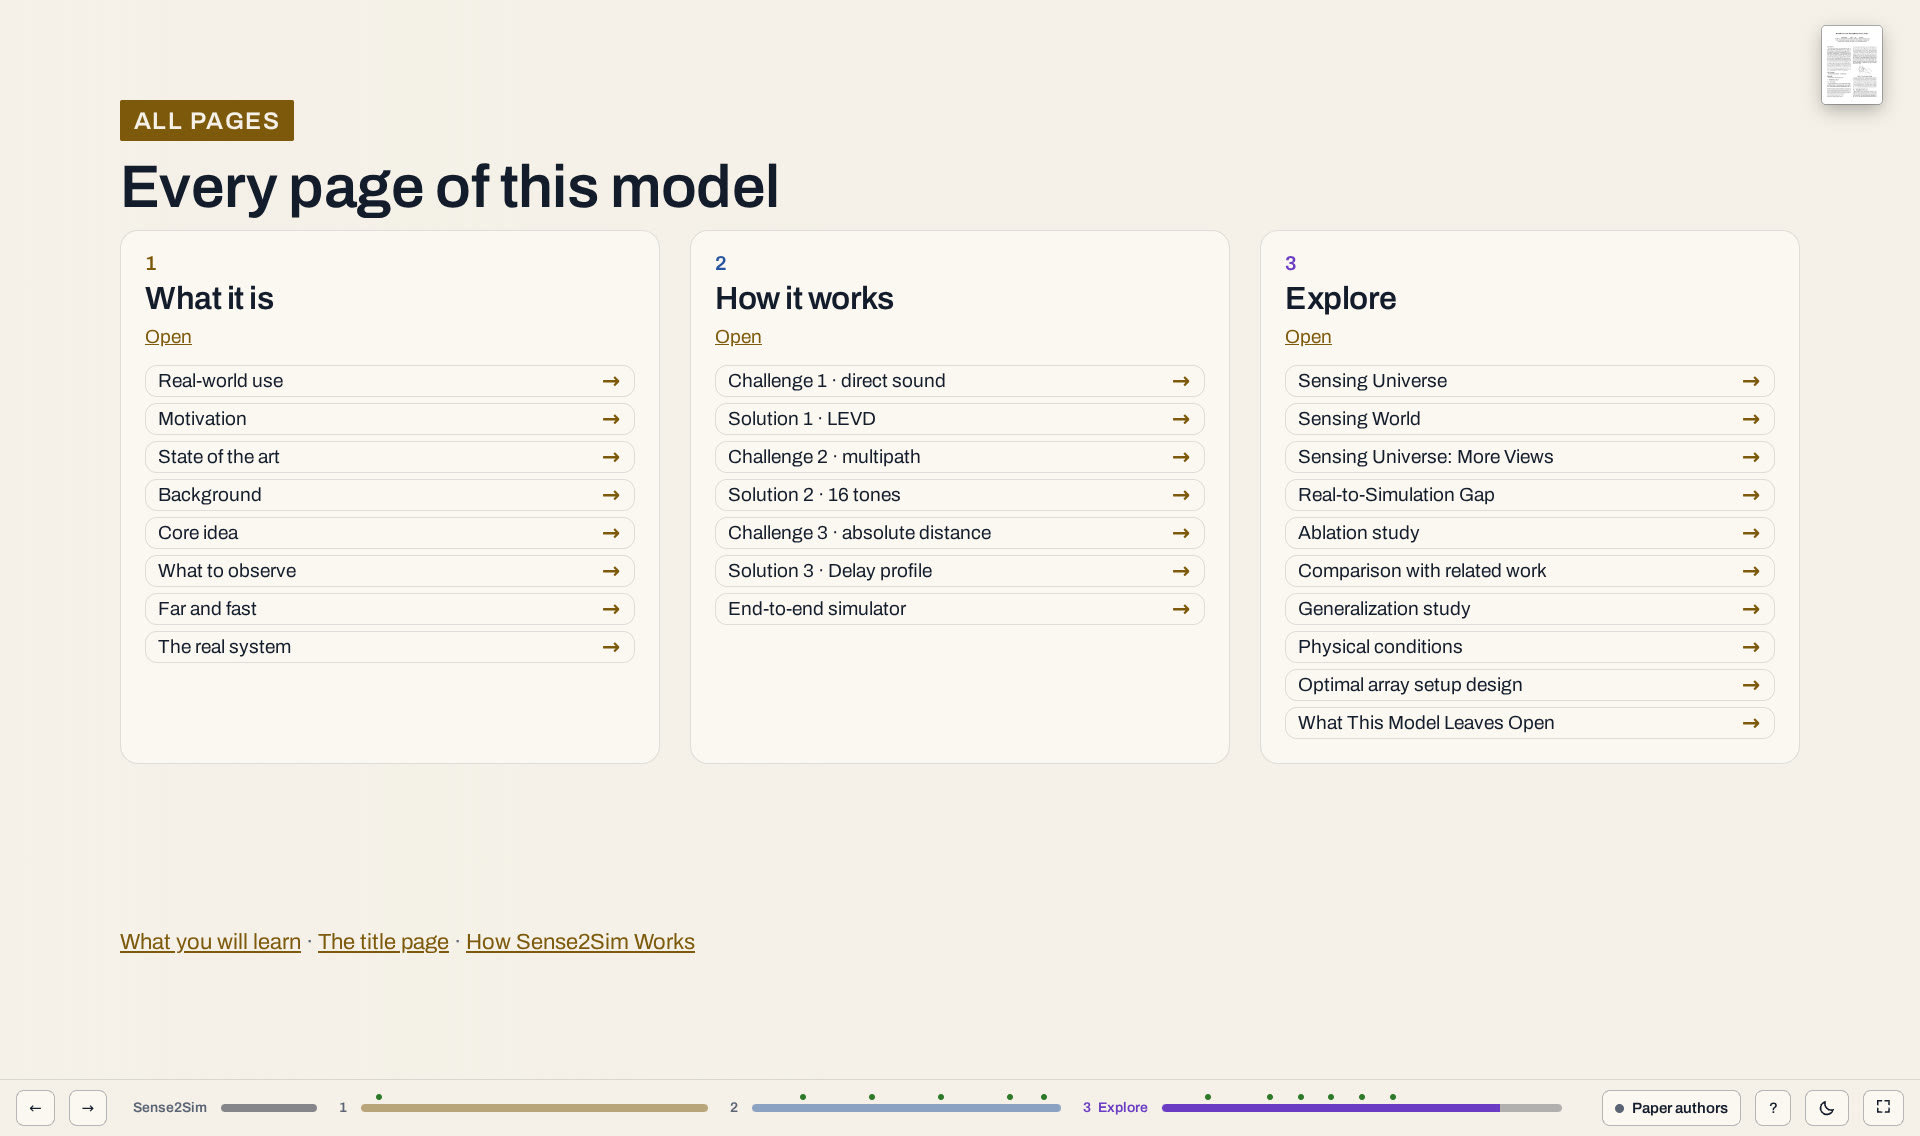 ALL PAGES
Every page of this model
1
What it is
Open
Real-world use →
Motivation →
State of the art →
Background →
Core idea →
What to observe →
Far and fast →
The real system →
2
How it works
Open
Challenge 1 · direct sound →
Solution 1 · LEVD →
Challenge 2 · multipath →
Solution 2 · 16 tones →
Challenge 3 · absolute distance →
Solution 3 · Delay profile →
End-to-end simulator →
3
Explore
Open
Sensing Universe →
Sensing World →
Sensing Universe: More Views →
Real-to-Simulation Gap →
Ablation study →
Comparison with related work →
Generalization study →
Physical conditions →
Optimal array setup design →
What This Model Leaves Open →
What you will learn · The title page · How Sense2Sim Works
← → Sense2Sim 1 2 3 Explore Paper authors ?